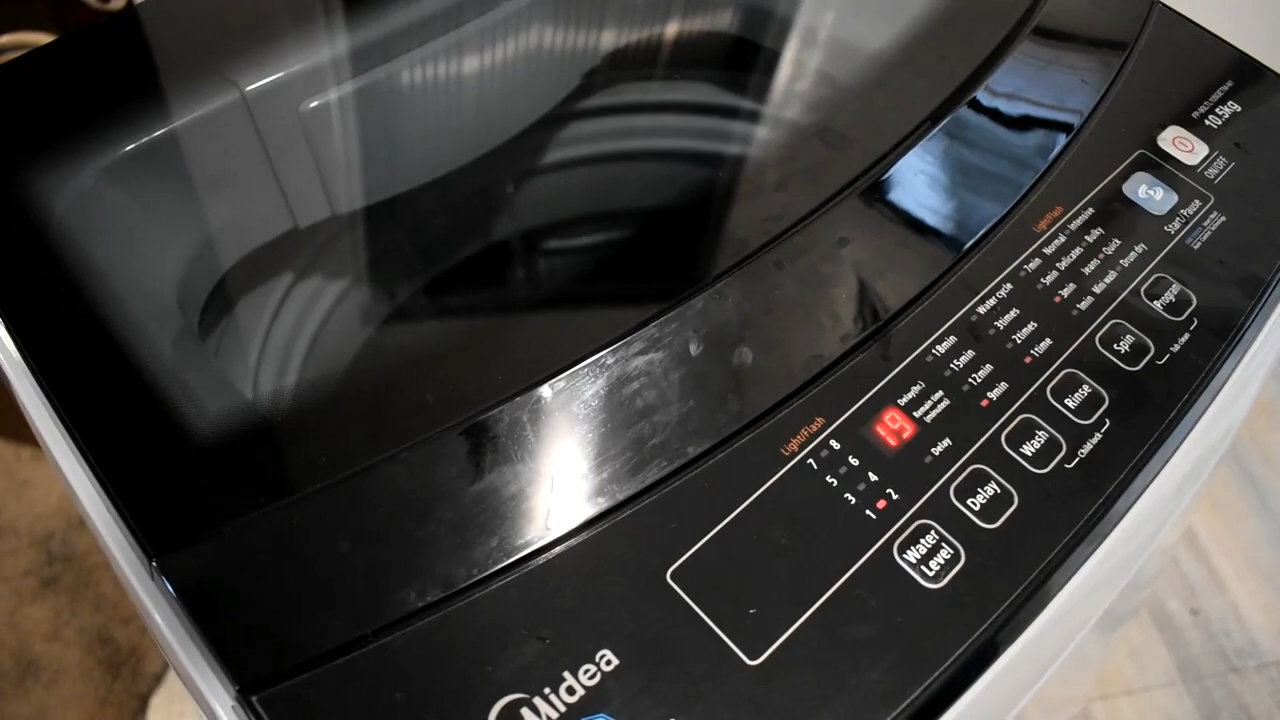 10.5kg
ON/OFF
Start/Pause
Light/Flash
7min Normal Intensive
5min Delicates Bulky
3min Jeans Quick
1min Mini wash Drum dry
Water cycle
3times
2times
1time
18min
15min
12min
9min
Delay(hr.)
Remain time
(minutes)
19
Delay
Light/Flash
7 8
5 6
3 4
1 2
Program
Spin
Tub clean
Rinse
Wash
Child lock
Delay
Water
Level
Midea